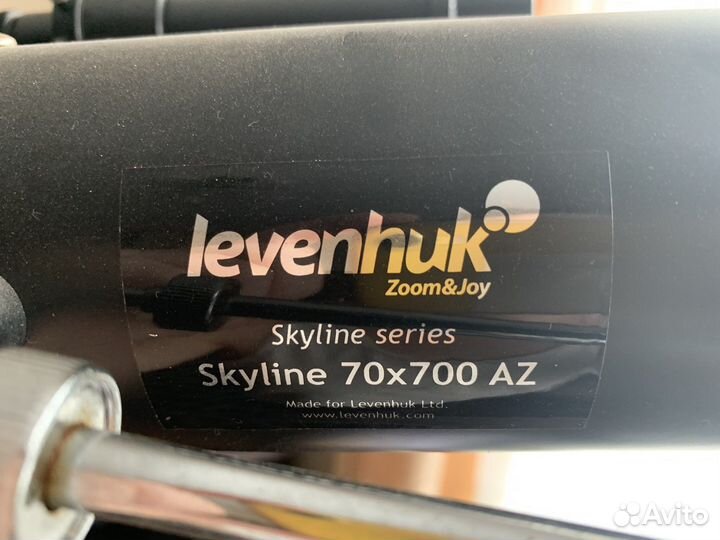 levenhuk
Zoom&Joy
Skyline series
Skyline 70x700 AZ
Made for Levenhuk Ltd.
www.levenhuk.com
Avito